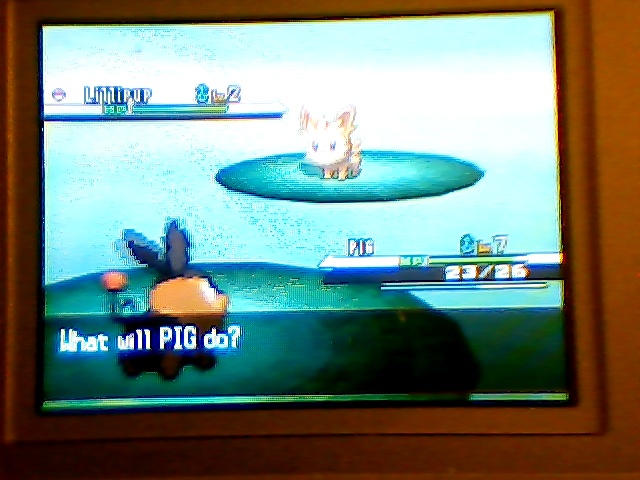 Lillipup ♂ Lv2
HP
PIG ♂ Lv7
HP
23/26
What will PIG do?